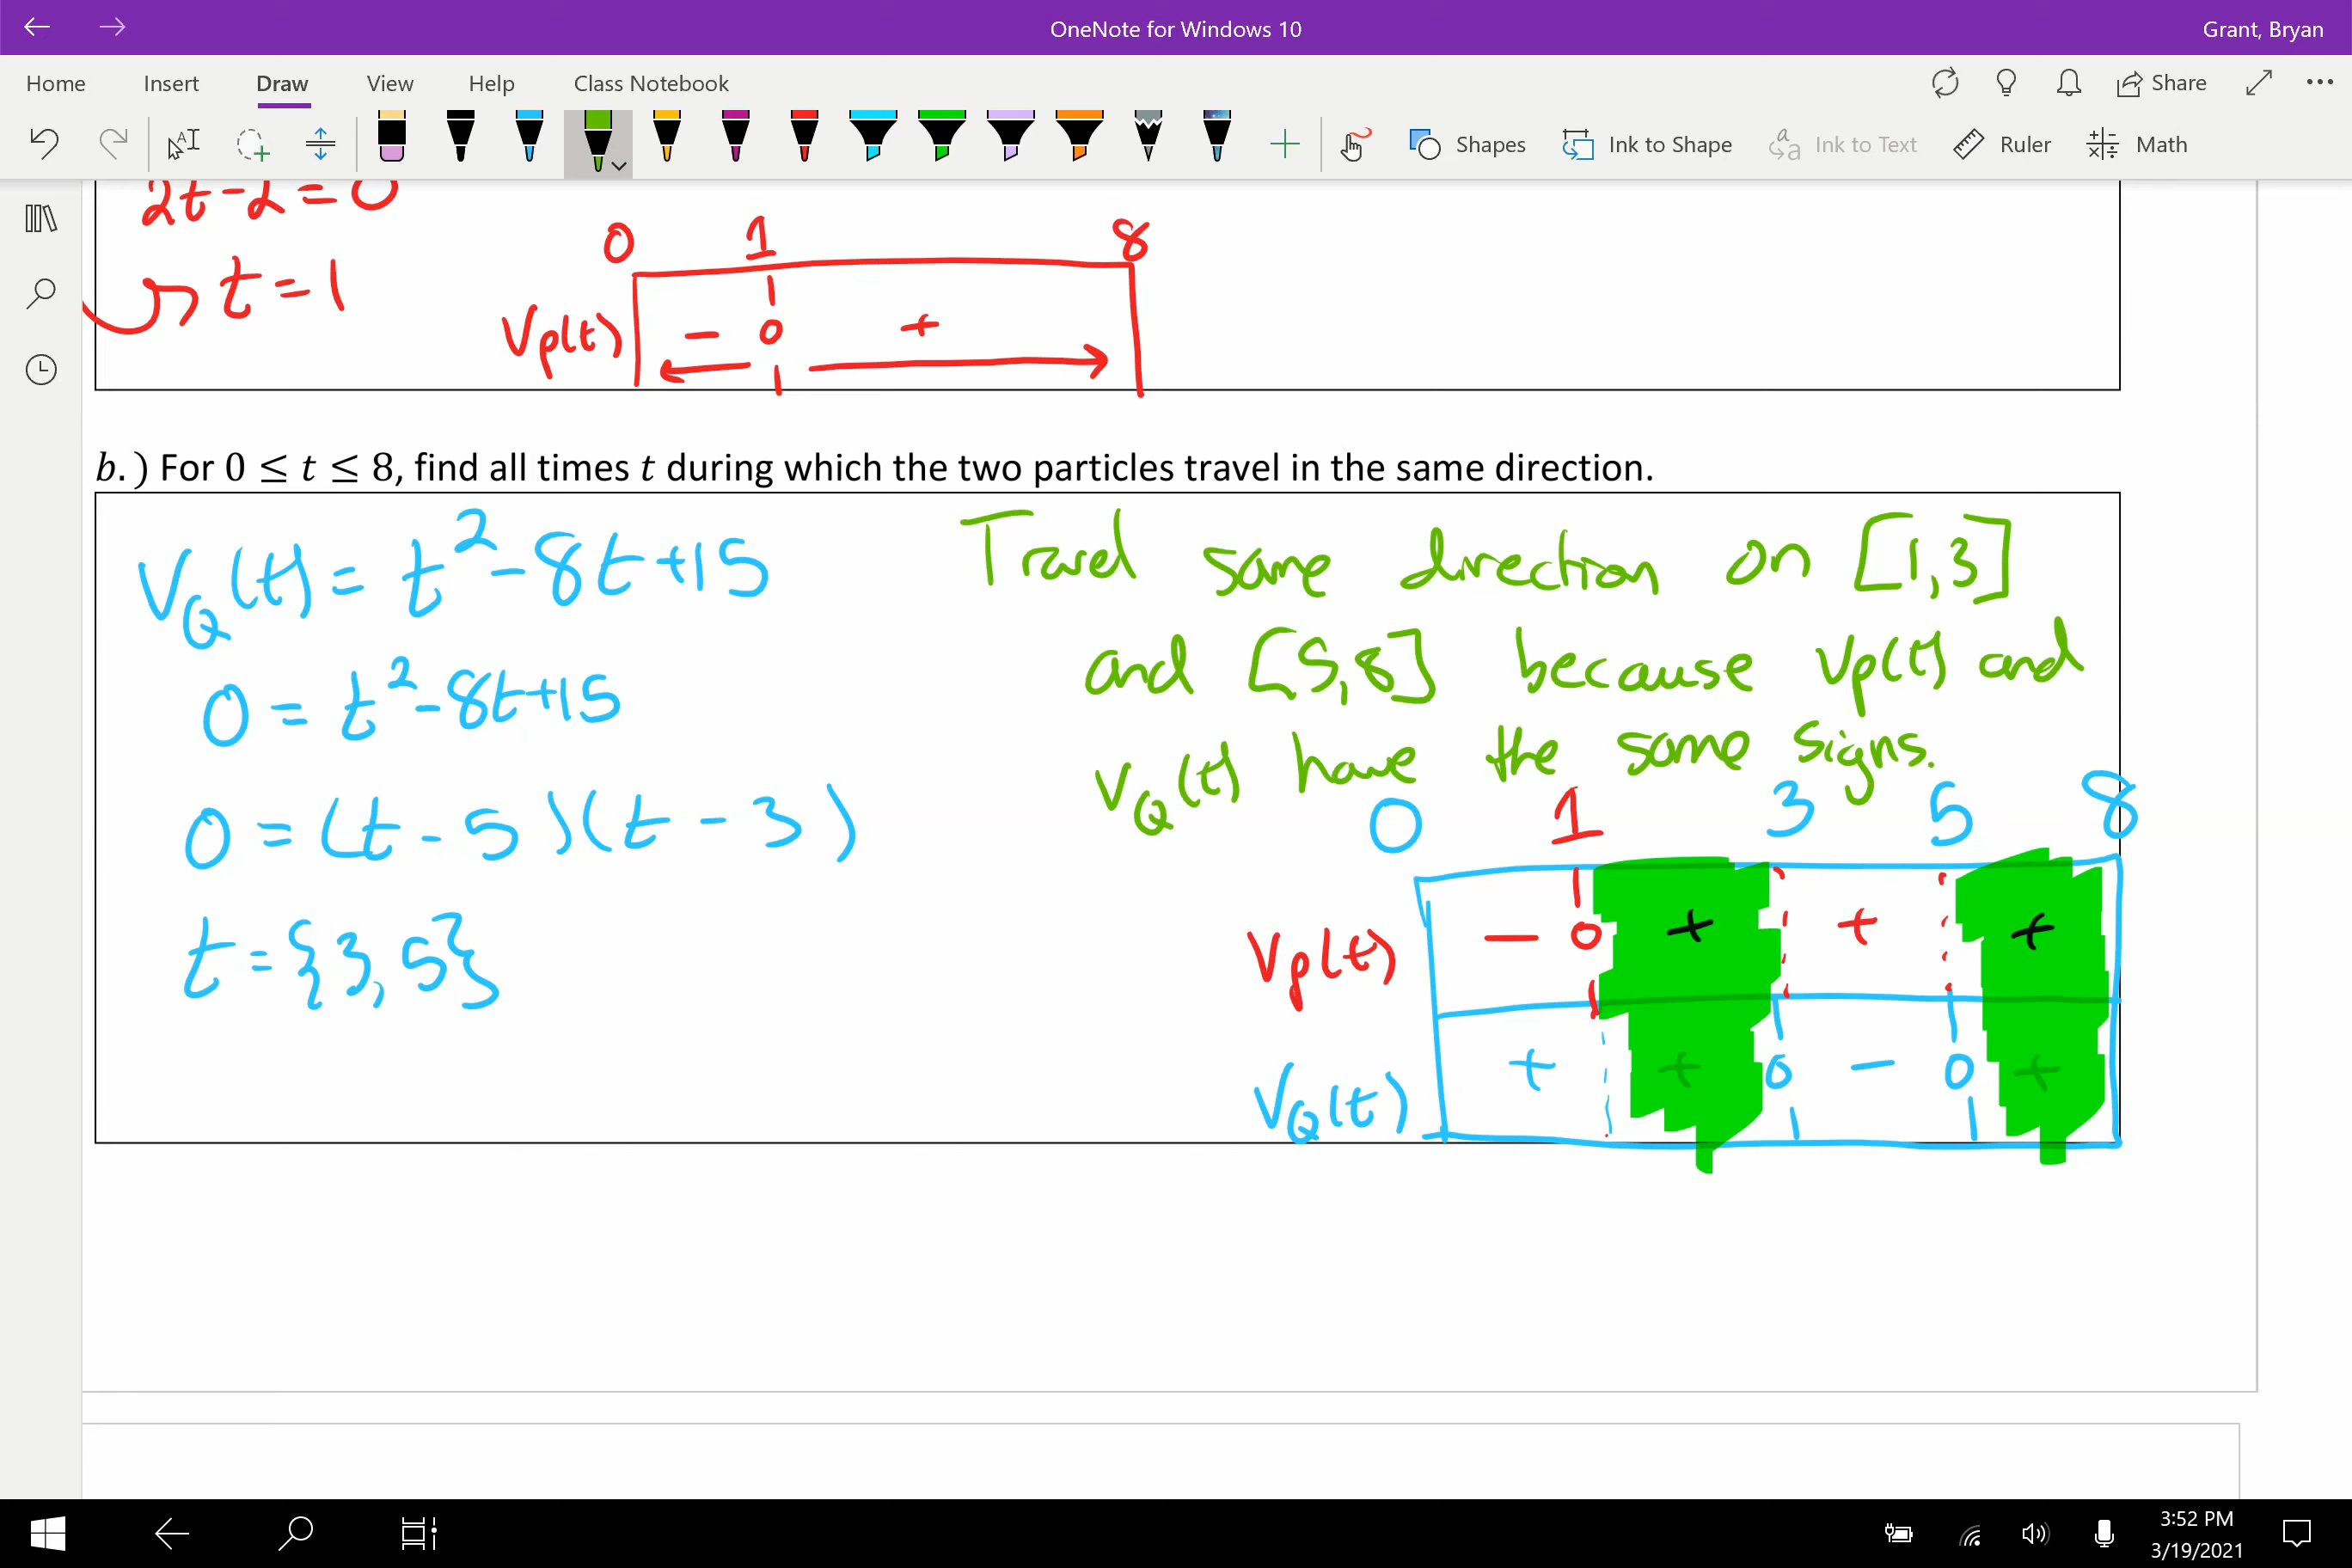 OneNote for Windows 10
Grant, Bryan
Home Insert Draw View Help Class Notebook
Share
Shapes Ink to Shape Ink to Text Ruler Math
2t-2=0
t=1
0 1 8
Vp(t) - 0 +
b.) For 0 ≤ t ≤ 8, find all times t during which the two particles travel in the same direction.
V_Q(t) = t²-8t+15
0 = t²-8t+15
0 = (t-5)(t-3)
t={3,5}
Travel same direction on [1,3]
and [5,8] because Vp(t) and
V_Q(t) have the same signs.
0 1 3 5 8
Vp(t) - 0 + + +
V_Q(t) + + 0 - 0 +
3:52 PM
3/19/2021